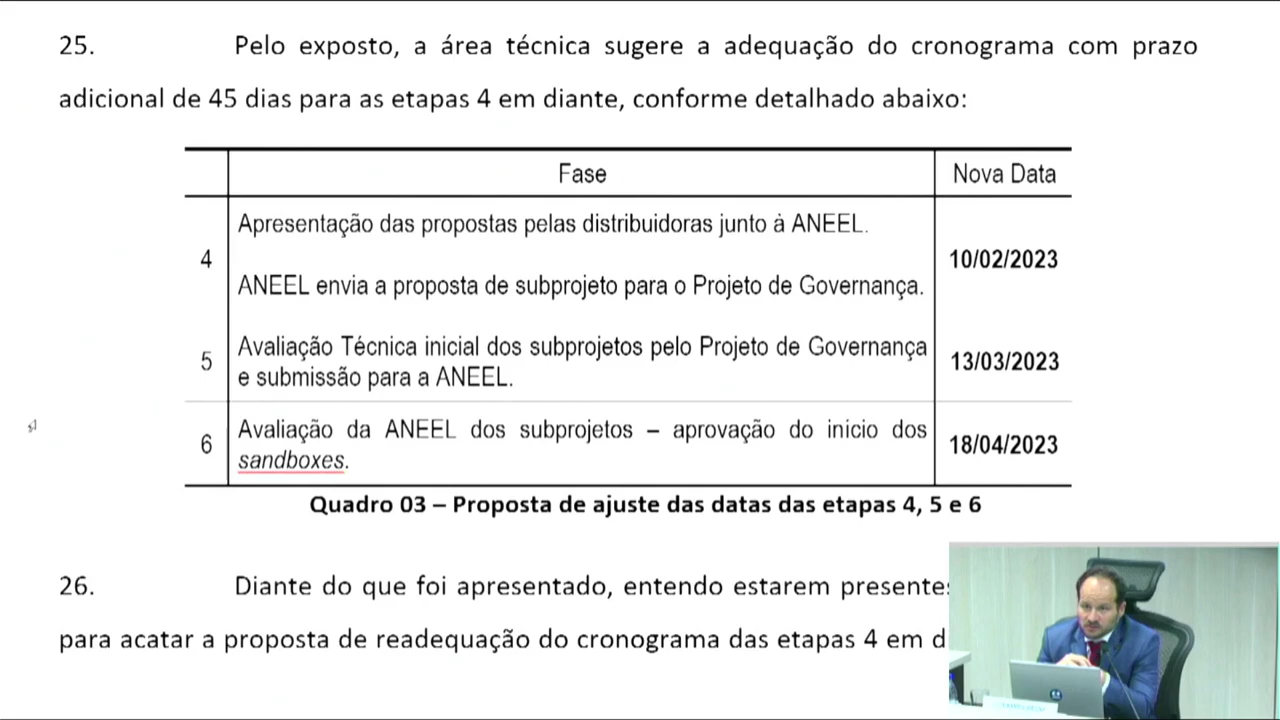 25. Pelo exposto, a área técnica sugere a adequação do cronograma com prazo
adicional de 45 dias para as etapas 4 em diante, conforme detalhado abaixo:
Fase Nova Data
4 Apresentação das propostas pelas distribuidoras junto à ANEEL.
ANEEL envia a proposta de subprojeto para o Projeto de Governança. 10/02/2023
5 Avaliação Técnica inicial dos subprojetos pelo Projeto de Governança
e submissão para a ANEEL. 13/03/2023
6 Avaliação da ANEEL dos subprojetos – aprovação do inicio dos
sandboxes. 18/04/2023
Quadro 03 – Proposta de ajuste das datas das etapas 4, 5 e 6
26. Diante do que foi apresentado, entendo estarem
para acatar a proposta de readequação do cronograma das etapas 4 em